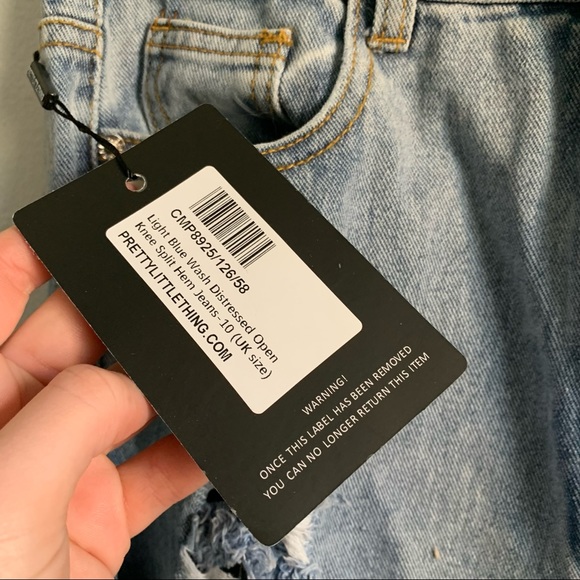 CMP8925/126/58
Light Blue Wash Distressed Open
Knee Split Hem Jeans-10 (UK size)
PRETTYLITTLETHING.COM
WARNING!
ONCE THIS LABEL HAS BEEN REMOVED
YOU CAN NO LONGER RETURN THIS ITEM